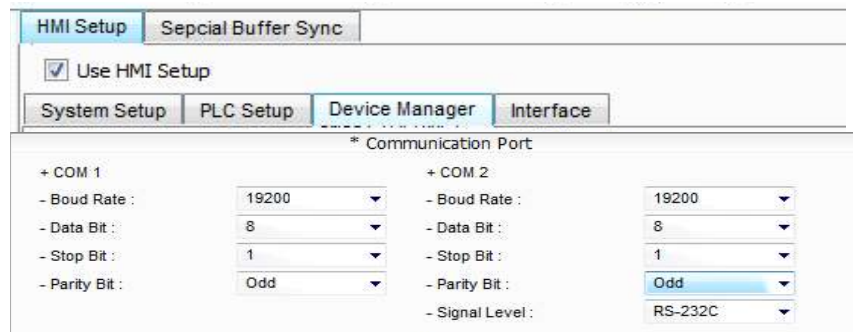 HMI Setup Sepcial Buffer Sync
Use HMI Setup
System Setup PLC Setup Device Manager Interface
* Communication Port
+ COM 1 + COM 2
- Boud Rate : 19200 - Boud Rate : 19200
- Data Bit : 8 - Data Bit : 8
- Stop Bit : 1 - Stop Bit : 1
- Parity Bit : Odd - Parity Bit : Odd
- Signal Level : RS-232C